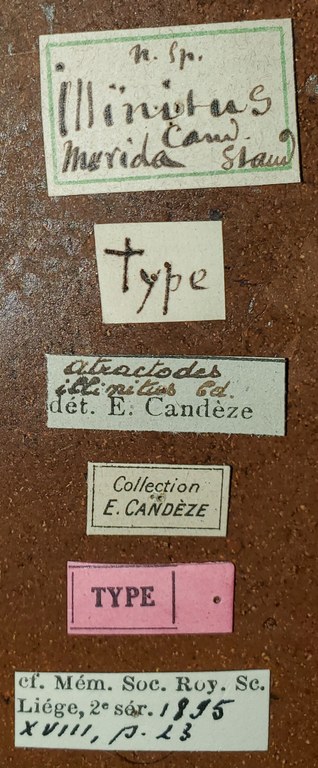 n. sp.
illinitus
Cand.
Merida Staud
Type
Atractodes
illinitus Cd.
dét. E. Candèze
Collection
E. CANDÈZE
TYPE
cf. Mém. Soc. Roy. Sc.
Liége, 2e sér. 1895
XVIII, p. 23